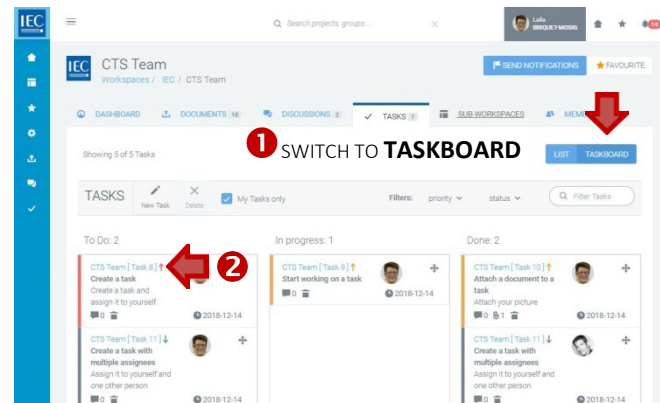 IEC
Search projects, groups ...
Laila
BRIQUET-MOSIS
14
IEC
CTS Team
Workspaces / IEC / CTS Team
SEND NOTIFICATIONS
FAVOURITE
DASHBOARD
DOCUMENTS 18
DISCUSSIONS 2
TASKS 7
SUB-WORKSPACES
MEM
Showing 5 of 5 Tasks
1 SWITCH TO TASKBOARD
LIST
TASKBOARD
TASKS
New Task
Delete
My Tasks only
Filters:
priority
status
Filter Tasks
To Do: 2
In progress: 1
Done: 2
CTS Team [ Task 8 ]
2
Create a task
Create a task and
assign it to yourself
0
2018-12-14
CTS Team [ Task 9 ]
Start working on a task
0
2018-12-14
CTS Team [ Task 10 ]
Attach a document to a
task
Attach your picture
0 1
2018-12-14
CTS Team [ Task 11 ]
Create a task with
multiple assignees
Assign it to yourself and
one other person
0
2018-12-14
CTS Team [ Task 11 ]
Create a task with
multiple assignees
Assign it to yourself and
one other person
0
2018-12-14